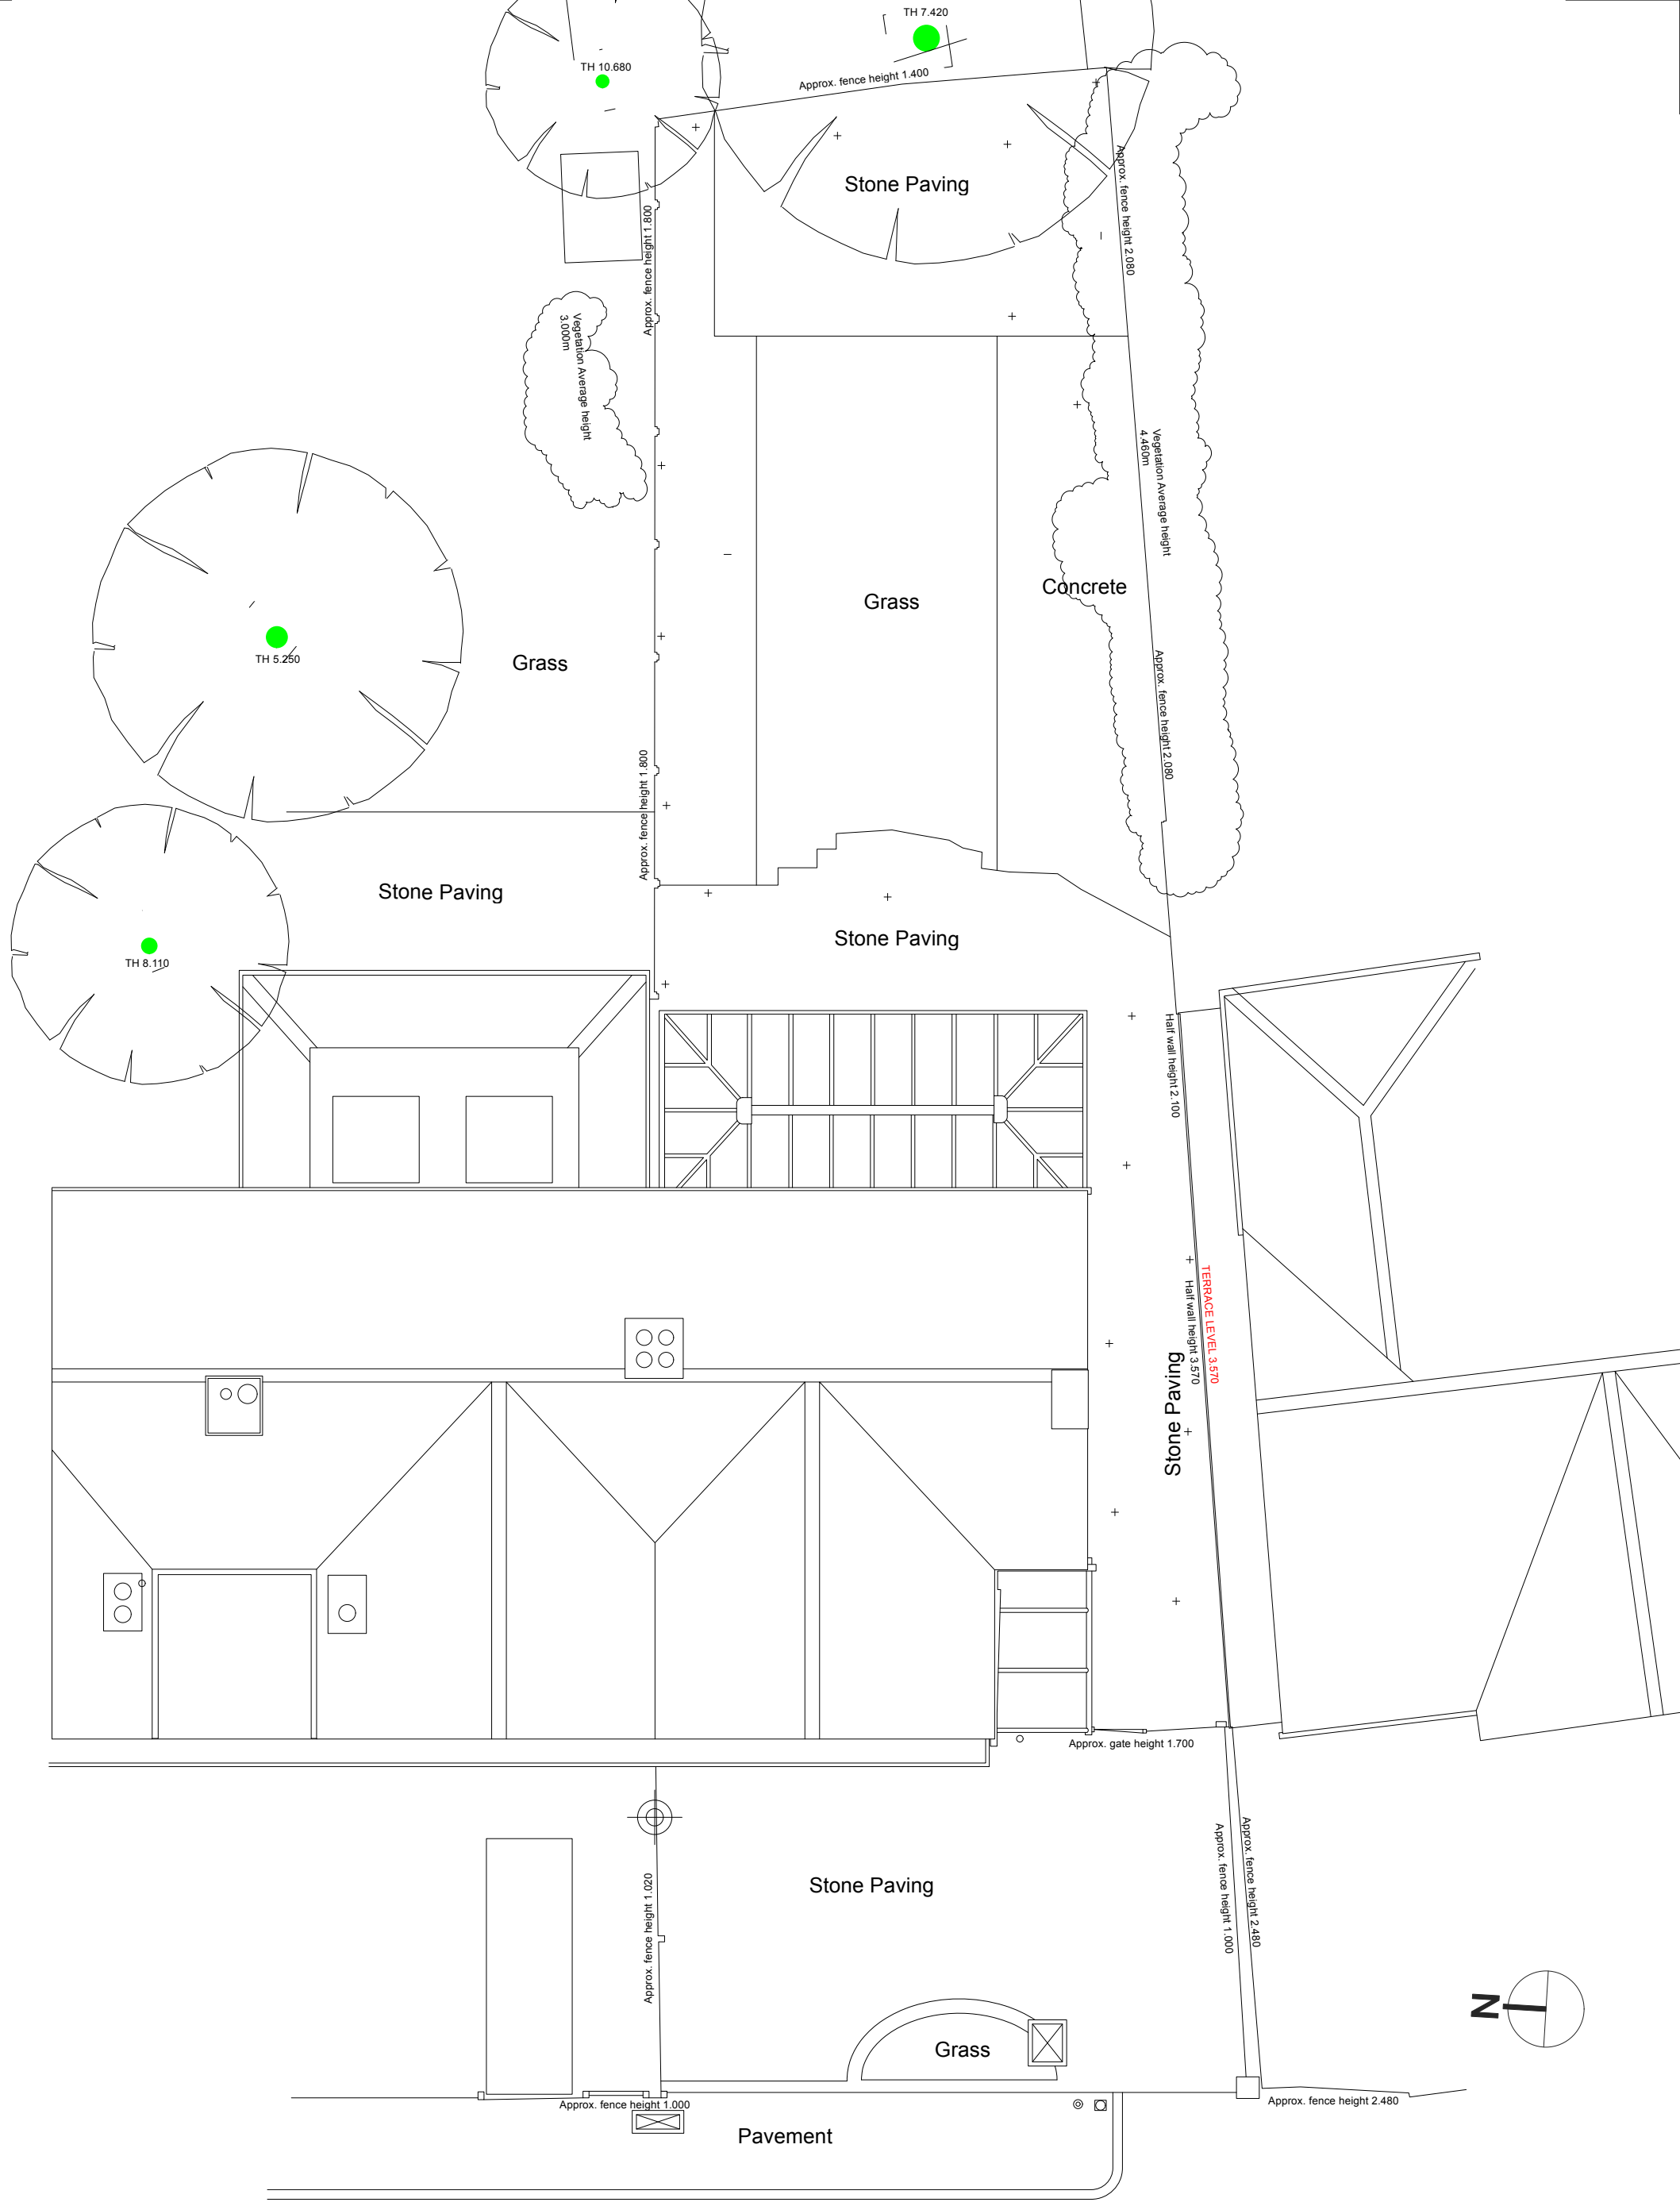 TH 7.420
TH 10.680
Approx. fence height 1.400
Stone Paving
Approx. fence height 2.080
Approx. fence height 1.800
Vegetation Average height
3.000m
Vegetation Average height
4.460m
Grass
Concrete
TH 5.250
Grass
Approx. fence height 2.080
Approx. fence height 1.800
Stone Paving
Stone Paving
TH 8.110
Half wall height 2.100
TERRACE LEVEL 3.570
Half wall height 3.570
Stone Paving
Approx. gate height 1.700
Approx. fence height 2.480
Approx. fence height 1.000
Approx. fence height 1.020
Stone Paving
N
Grass
Approx. fence height 1.000
Approx. fence height 2.480
Pavement